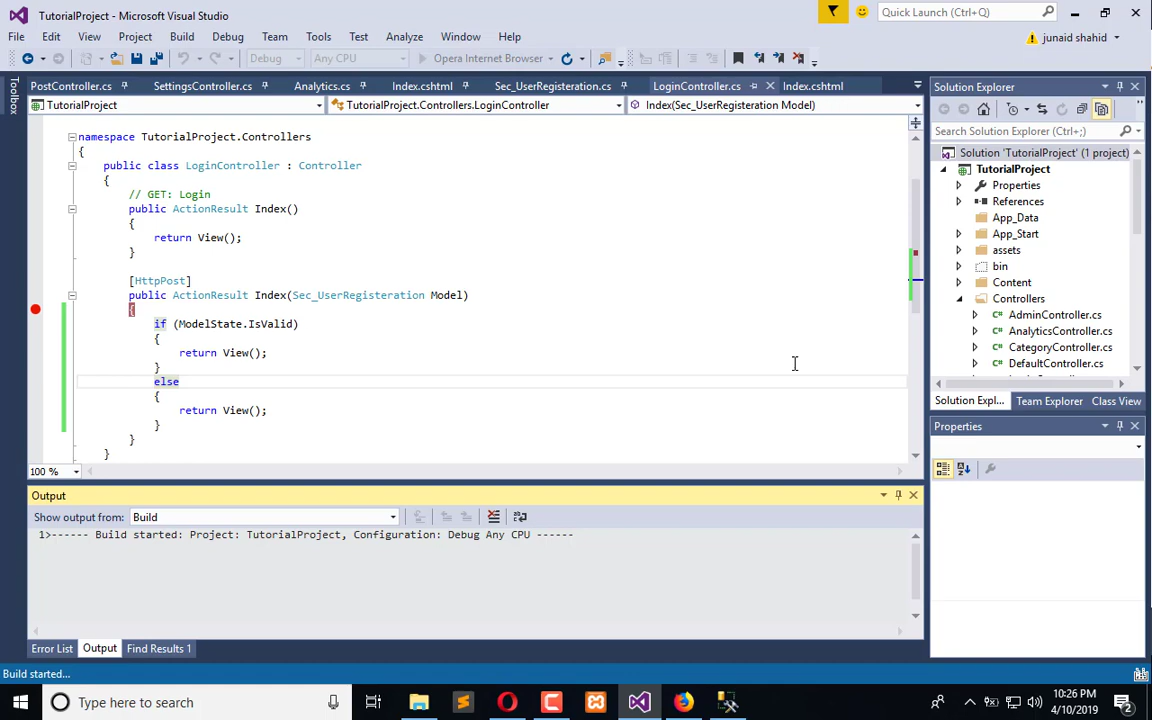 TutorialProject - Microsoft Visual Studio
Quick Launch (Ctrl+;)
File Edit View Project Build Debug Team Tools Test Analyze Window Help
junaid shahid
Debug Any CPU Opera Internet Browser
PostController.cs SettingsController.cs Analytics.cs Index.cshtml Sec_UserRegisteration.cs LoginController.cs Index.cshtml
Toolbox
TutorialProject TutorialProject.Controllers.LoginController Index(Sec_UserRegisteration Model)
namespace TutorialProject.Controllers
{
public class LoginController : Controller
{
// GET: Login
public ActionResult Index()
{
return View();
}
[HttpPost]
public ActionResult Index(Sec_UserRegisteration Model)
{
if (ModelState.IsValid)
{
return View();
}
else
{
return View();
}
}
}
100 %
Solution Explorer
Search Solution Explorer (Ctrl+;)
Solution 'TutorialProject' (1 project)
TutorialProject
Properties
References
App_Data
App_Start
assets
bin
Content
Controllers
AdminController.cs
AnalyticsController.cs
CategoryController.cs
DefaultController.cs
Solution Expl... Team Explorer Class View
Properties
Output
Show output from: Build
1>------ Build started: Project: TutorialProject, Configuration: Debug Any CPU ------
Error List Output Find Results 1
Build started...
Type here to search
10:26 PM
4/10/2019
2